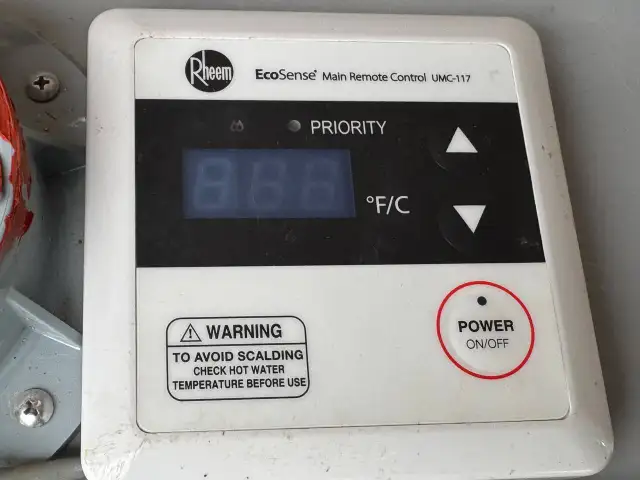 Rheem
EcoSense® Main Remote Control UMC-117
PRIORITY
°F/C
POWER
ON/OFF
WARNING
TO AVOID SCALDING
CHECK HOT WATER
TEMPERATURE BEFORE USE